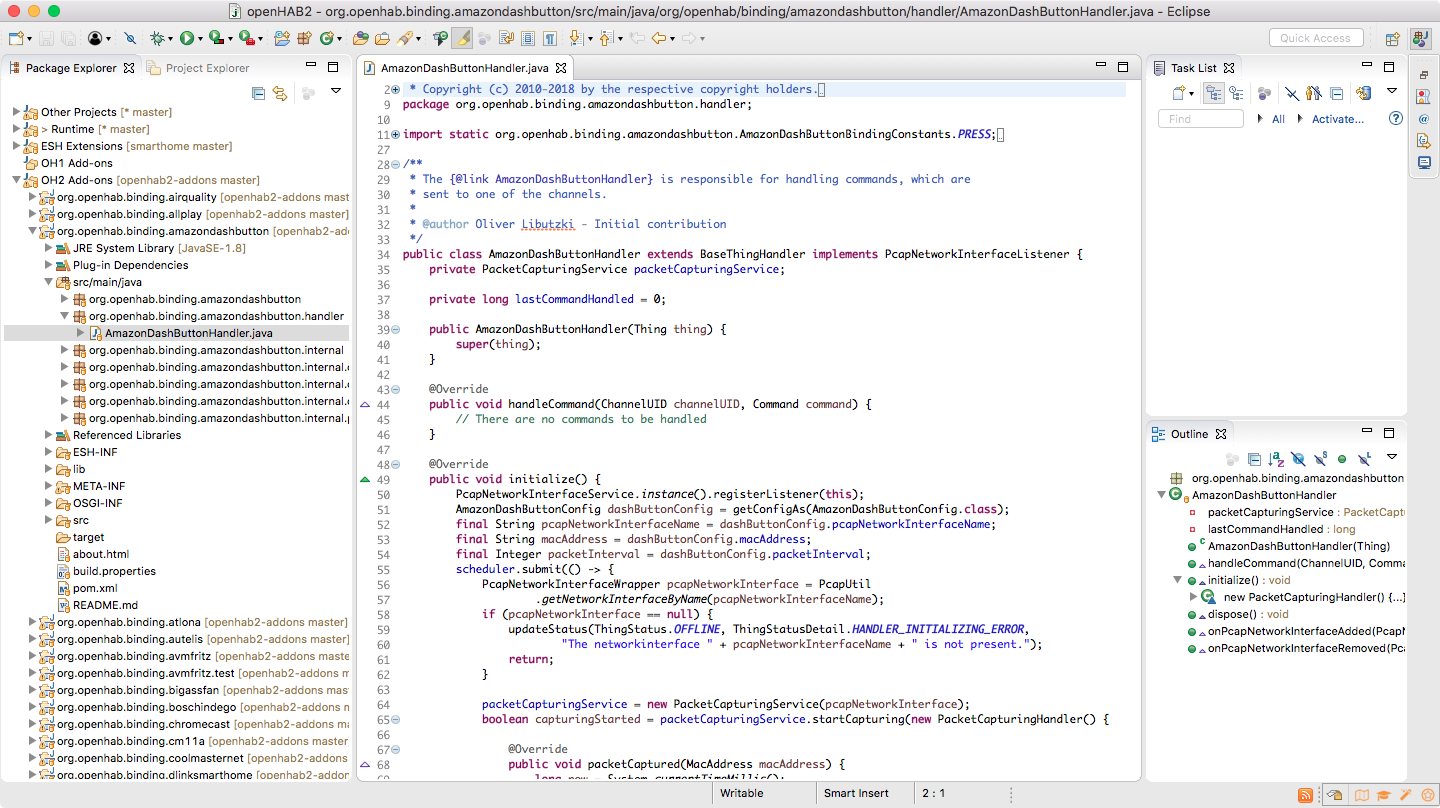 openHAB2 - org.openhab.binding.amazondashbutton/src/main/java/org/openhab/binding/amazondashbutton/handler/AmazonDashButtonHandler.java - Eclipse
Quick Access
Package Explorer
Project Explorer
Other Projects [* master]
> Runtime [* master]
ESH Extensions [smarthome master]
OH1 Add-ons
OH2 Add-ons [openhab2-addons master]
org.openhab.binding.airquality [openhab2-addons mast
org.openhab.binding.allplay [openhab2-addons master]
org.openhab.binding.amazondashbutton [openhab2-ad
JRE System Library [JavaSE-1.8]
Plug-in Dependencies
src/main/java
org.openhab.binding.amazondashbutton
org.openhab.binding.amazondashbutton.handler
AmazonDashButtonHandler.java
org.openhab.binding.amazondashbutton.internal
org.openhab.binding.amazondashbutton.internal.
org.openhab.binding.amazondashbutton.internal.
org.openhab.binding.amazondashbutton.internal.
org.openhab.binding.amazondashbutton.internal.
Referenced Libraries
ESH-INF
lib
META-INF
OSGI-INF
src
target
about.html
build.properties
pom.xml
README.md
org.openhab.binding.atlona [openhab2-addons master]
org.openhab.binding.autelis [openhab2-addons master]
org.openhab.binding.avmfritz [openhab2-addons maste
org.openhab.binding.avmfritz.test [openhab2-addons m
org.openhab.binding.bigassfan [openhab2-addons mas
org.openhab.binding.boschindego [openhab2-addons
org.openhab.binding.chromecast [openhab2-addons m
org.openhab.binding.cm11a [openhab2-addons master
org.openhab.binding.coolmasternet [openhab2-addons
org.openhab.binding.dlinksmarthome [openhab2-addon
AmazonDashButtonHandler.java
2 * Copyright (c) 2010-2018 by the respective copyright holders.
9 package org.openhab.binding.amazondashbutton.handler;
10
11 import static org.openhab.binding.amazondashbutton.AmazonDashButtonBindingConstants.PRESS;
27
28 /**
29 * The {@link AmazonDashButtonHandler} is responsible for handling commands, which are
30 * sent to one of the channels.
31 *
32 * @author Oliver Libutzki - Initial contribution
33 */
34 public class AmazonDashButtonHandler extends BaseThingHandler implements PcapNetworkInterfaceListener {
35 private PacketCapturingService packetCapturingService;
36
37 private long lastCommandHandled = 0;
38
39 public AmazonDashButtonHandler(Thing thing) {
40 super(thing);
41 }
42
43 @Override
44 public void handleCommand(ChannelUID channelUID, Command command) {
45 // There are no commands to be handled
46 }
47
48 @Override
49 public void initialize() {
50 PcapNetworkInterfaceService.instance().registerListener(this);
51 AmazonDashButtonConfig dashButtonConfig = getConfigAs(AmazonDashButtonConfig.class);
52 final String pcapNetworkInterfaceName = dashButtonConfig.pcapNetworkInterfaceName;
53 final String macAddress = dashButtonConfig.macAddress;
54 final Integer packetInterval = dashButtonConfig.packetInterval;
55 scheduler.submit(() -> {
56 PcapNetworkInterfaceWrapper pcapNetworkInterface = PcapUtil
57 .getNetworkInterfaceByName(pcapNetworkInterfaceName);
58 if (pcapNetworkInterface == null) {
59 updateStatus(ThingStatus.OFFLINE, ThingStatusDetail.HANDLER_INITIALIZING_ERROR,
60 "The networkinterface " + pcapNetworkInterfaceName + " is not present.");
61 return;
62 }
63
64 packetCapturingService = new PacketCapturingService(pcapNetworkInterface);
65 boolean capturingStarted = packetCapturingService.startCapturing(new PacketCapturingHandler() {
66
67 @Override
68 public void packetCaptured(MacAddress macAddress) {
69 long now = System.currentTimeMillis();
Writable
Smart Insert
2 : 1
Task List
Find
All
Activate...
Outline
org.openhab.binding.amazondashbutton
AmazonDashButtonHandler
packetCapturingService : PacketCapt
lastCommandHandled : long
AmazonDashButtonHandler(Thing)
handleCommand(ChannelUID, Comma
initialize() : void
new PacketCapturingHandler() {...}
dispose() : void
onPcapNetworkInterfaceAdded(PcapN
onPcapNetworkInterfaceRemoved(Pc